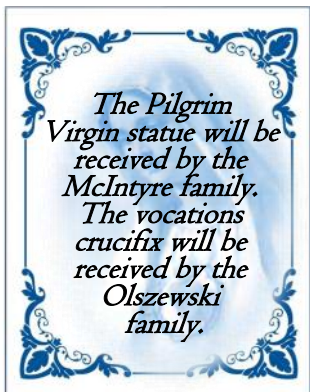 The Pilgrim
Virgin statue will be
received by the
McIntyre family.
The vocations
crucifix will be
received by the
Olszewski
family.